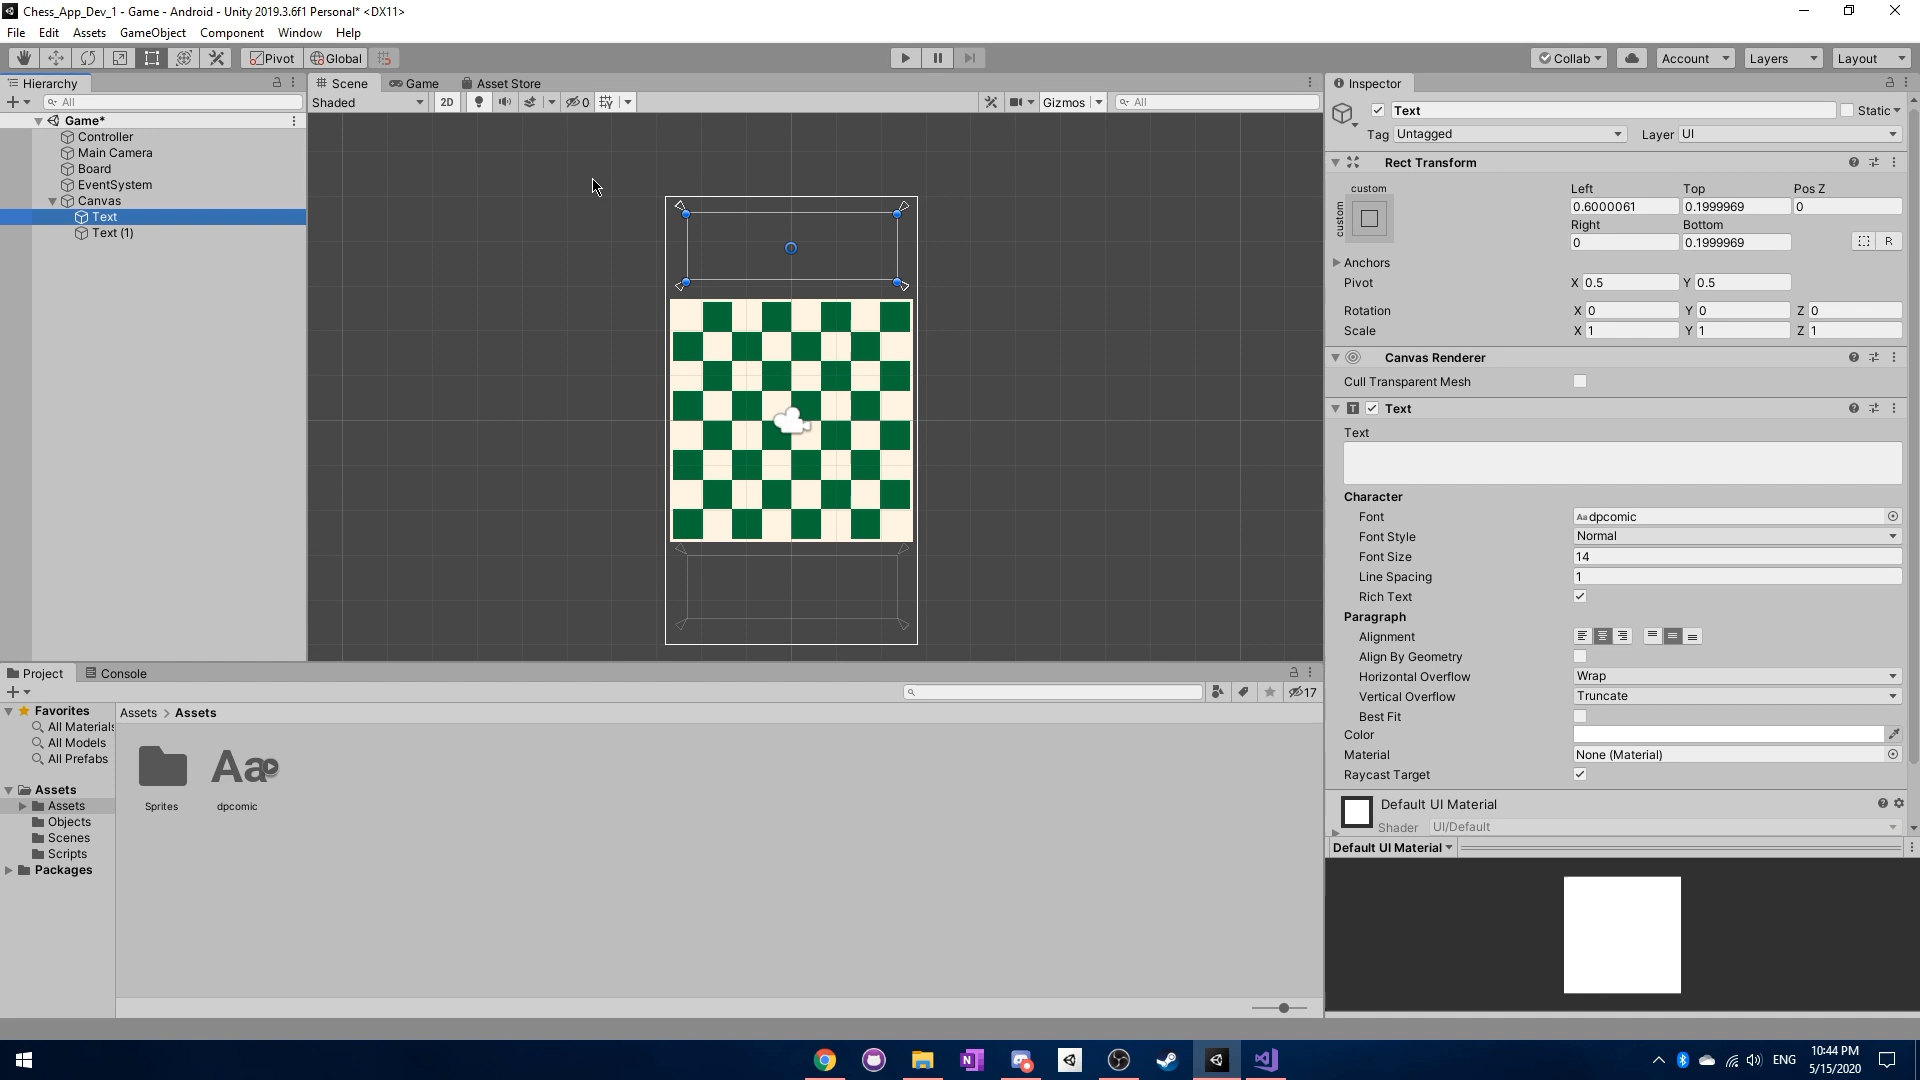 Chess_App_Dev_1 - Game - Android - Unity 2019.3.6f1 Personal* <DX11>
File Edit Assets GameObject Component Window Help
Pivot Global Collab Account Layers Layout
Hierarchy
All
Game*
Controller
Main Camera
Board
EventSystem
Canvas
Text
Text (1)
Scene Game Asset Store
Shaded 2D 0 Gizmos All
Inspector
Text Static
Tag Untagged Layer UI
Rect Transform
custom
custom
Left Top Pos Z
0.6000061 0.1999969 0
Right Bottom
0 0.1999969 R
Anchors
Pivot X 0.5 Y 0.5
Rotation X 0 Y 0 Z 0
Scale X 1 Y 1 Z 1
Canvas Renderer
Cull Transparent Mesh
Text
Text
Character
Font Aa dpcomic
Font Style Normal
Font Size 14
Line Spacing 1
Rich Text
Paragraph
Alignment
Align By Geometry
Horizontal Overflow Wrap
Vertical Overflow Truncate
Best Fit
Color
Material None (Material)
Raycast Target
Default UI Material
Shader UI/Default
Default UI Material
Project Console
17
Favorites
All Materials
All Models
All Prefabs
Assets
Assets
Objects
Scenes
Scripts
Packages
Assets > Assets
Aa
Sprites dpcomic
ENG
10:44 PM
5/15/2020